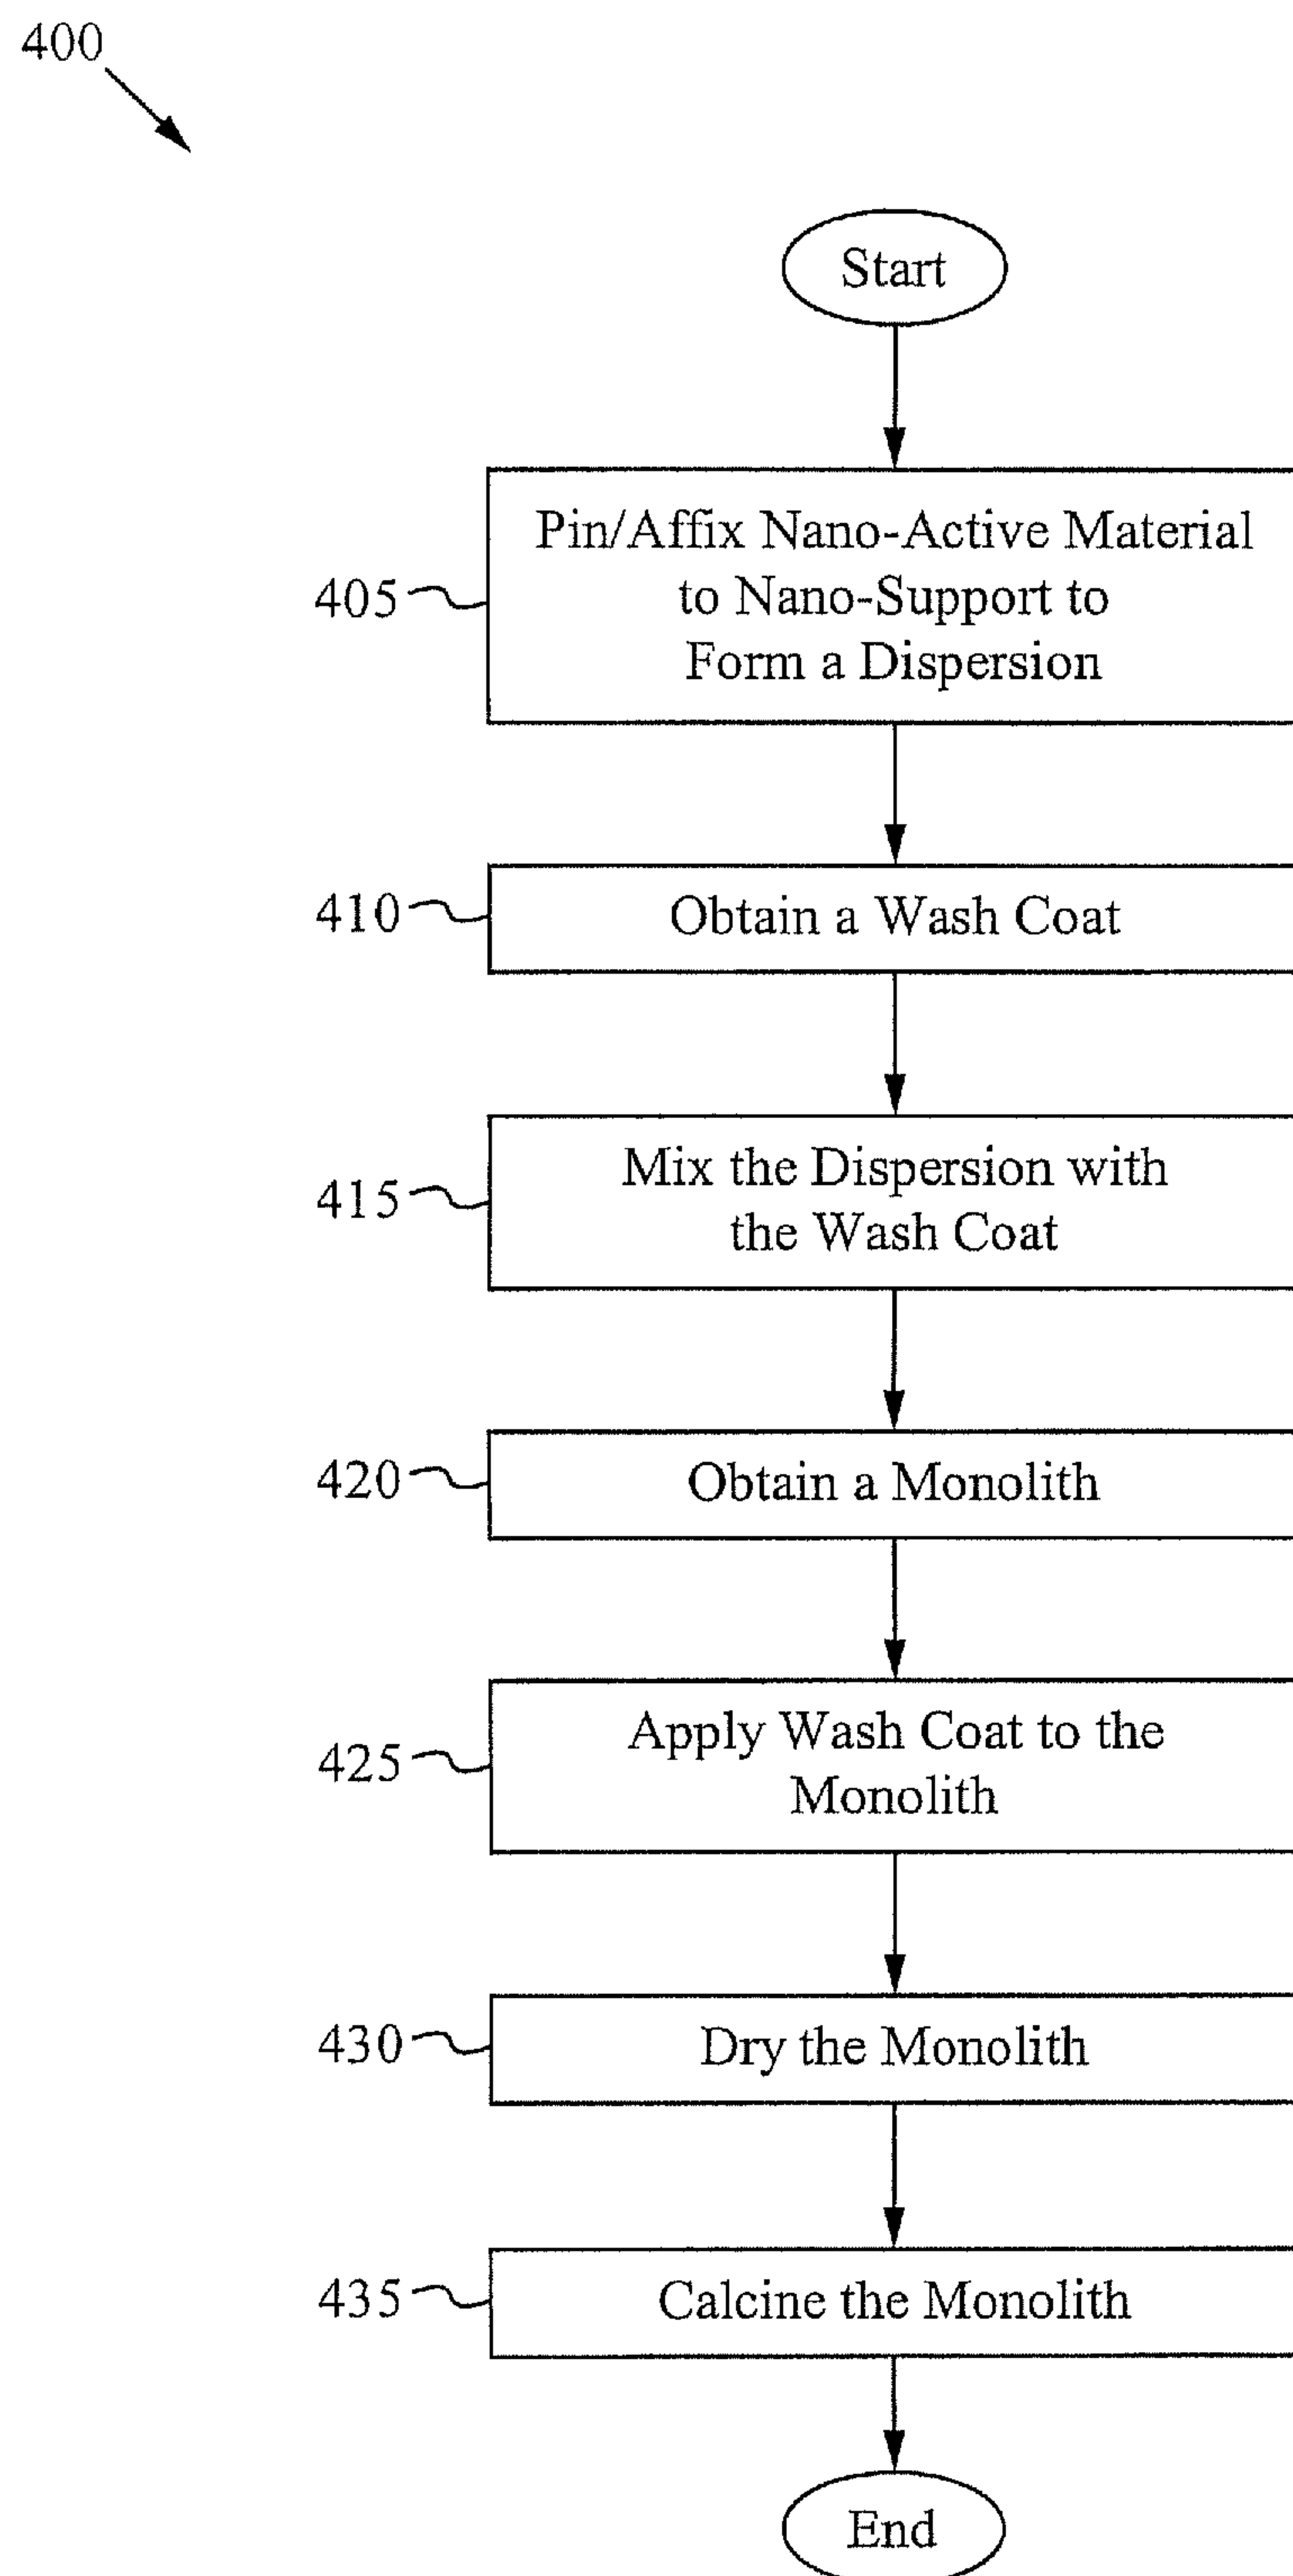 400
Start
405
Pin/Affix Nano-Active Material
to Nano-Support to
Form a Dispersion
410
Obtain a Wash Coat
415
Mix the Dispersion with
the Wash Coat
420
Obtain a Monolith
425
Apply Wash Coat to the
Monolith
430
Dry the Monolith
435
Calcine the Monolith
End